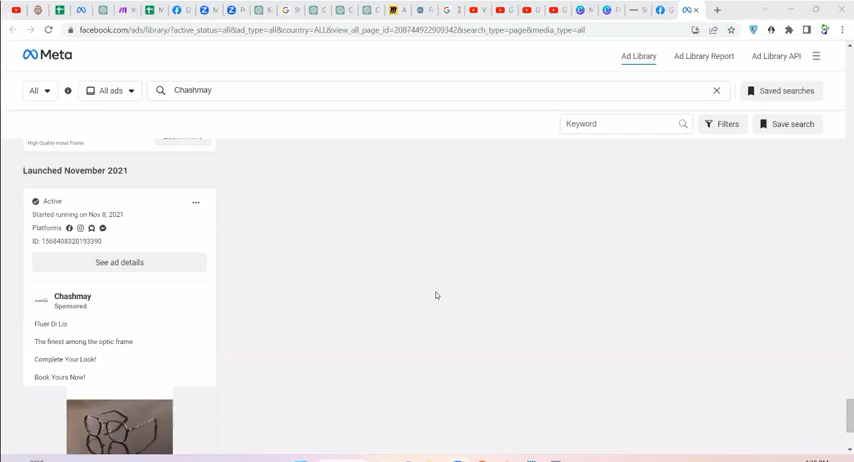 facebook.com/ads/library/?active_status=all&ad_type=all&country=ALL&view_all_page_id=208744922909342&search_type=page&media_type=all
Meta
Ad Library
Ad Library Report
Ad Library API
All
All ads
Chashmay
Saved searches
Keyword
Filters
Save search
High Quality metal Frame
Launched November 2021
Active
Started running on Nov 8, 2021
Platforms
ID: 1568408320193390
See ad details
Chashmay
Sponsored
Fluer Di Lis
The finest among the optic frame
Complete Your Look!
Book Yours Now!